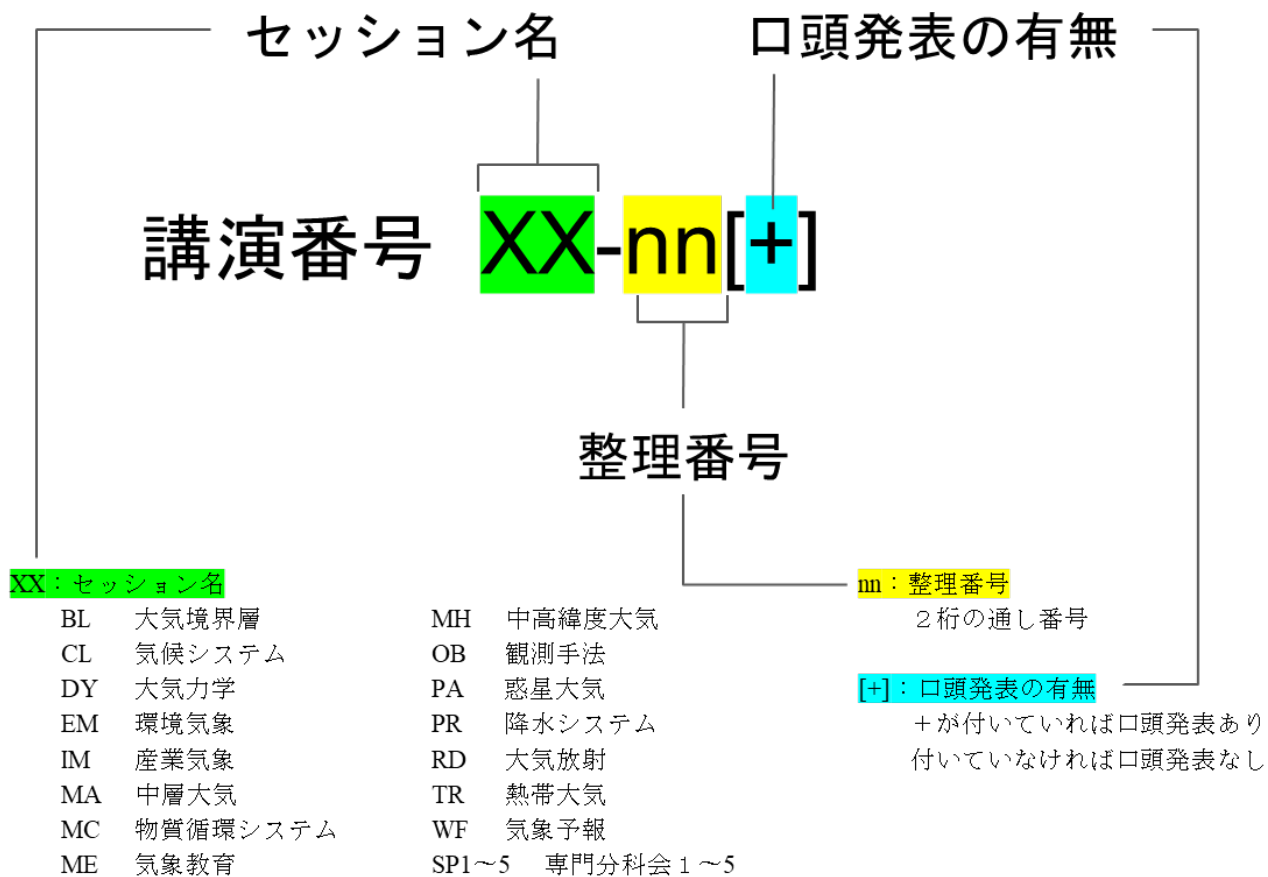 セッション名
口頭発表の有無
講演番号 XX-nn[+]
整理番号
XX：セッション名
BL 大気境界層
CL 気候システム
DY 大気力学
EM 環境気象
IM 産業気象
MA 中層大気
MC 物質循環システム
ME 気象教育
MH 中高緯度大気
OB 観測手法
PA 惑星大気
PR 降水システム
RD 大気放射
TR 熱帯大気
WF 気象予報
SP1～5 専門分科会１～5
nn：整理番号
２桁の通し番号
[+]：口頭発表の有無
＋が付いていれば口頭発表あり
付いていなければ口頭発表なし